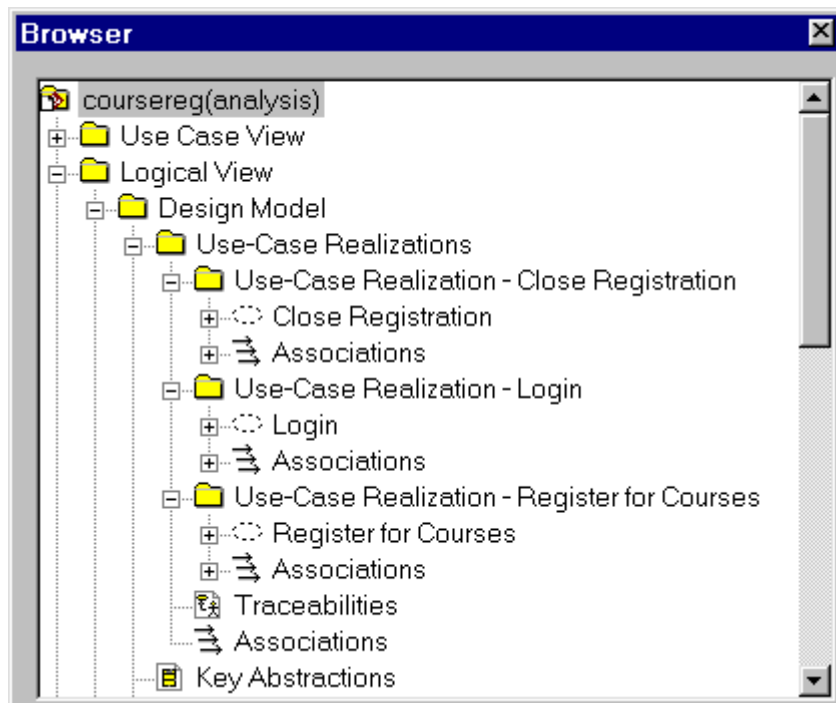 Browser
coursereg(analysis)
Use Case View
Logical View
Design Model
Use-Case Realizations
Use-Case Realization - Close Registration
Close Registration
Associations
Use-Case Realization - Login
Login
Associations
Use-Case Realization - Register for Courses
Register for Courses
Associations
Traceabilities
Associations
Key Abstractions